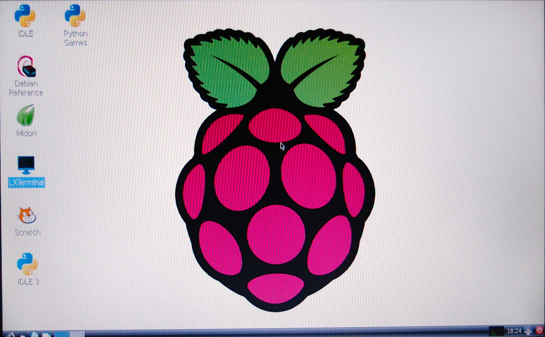 IDLE
Python
Games
Debian
Reference
Midori
LXTerminal
Scratch
IDLE 3
18:24